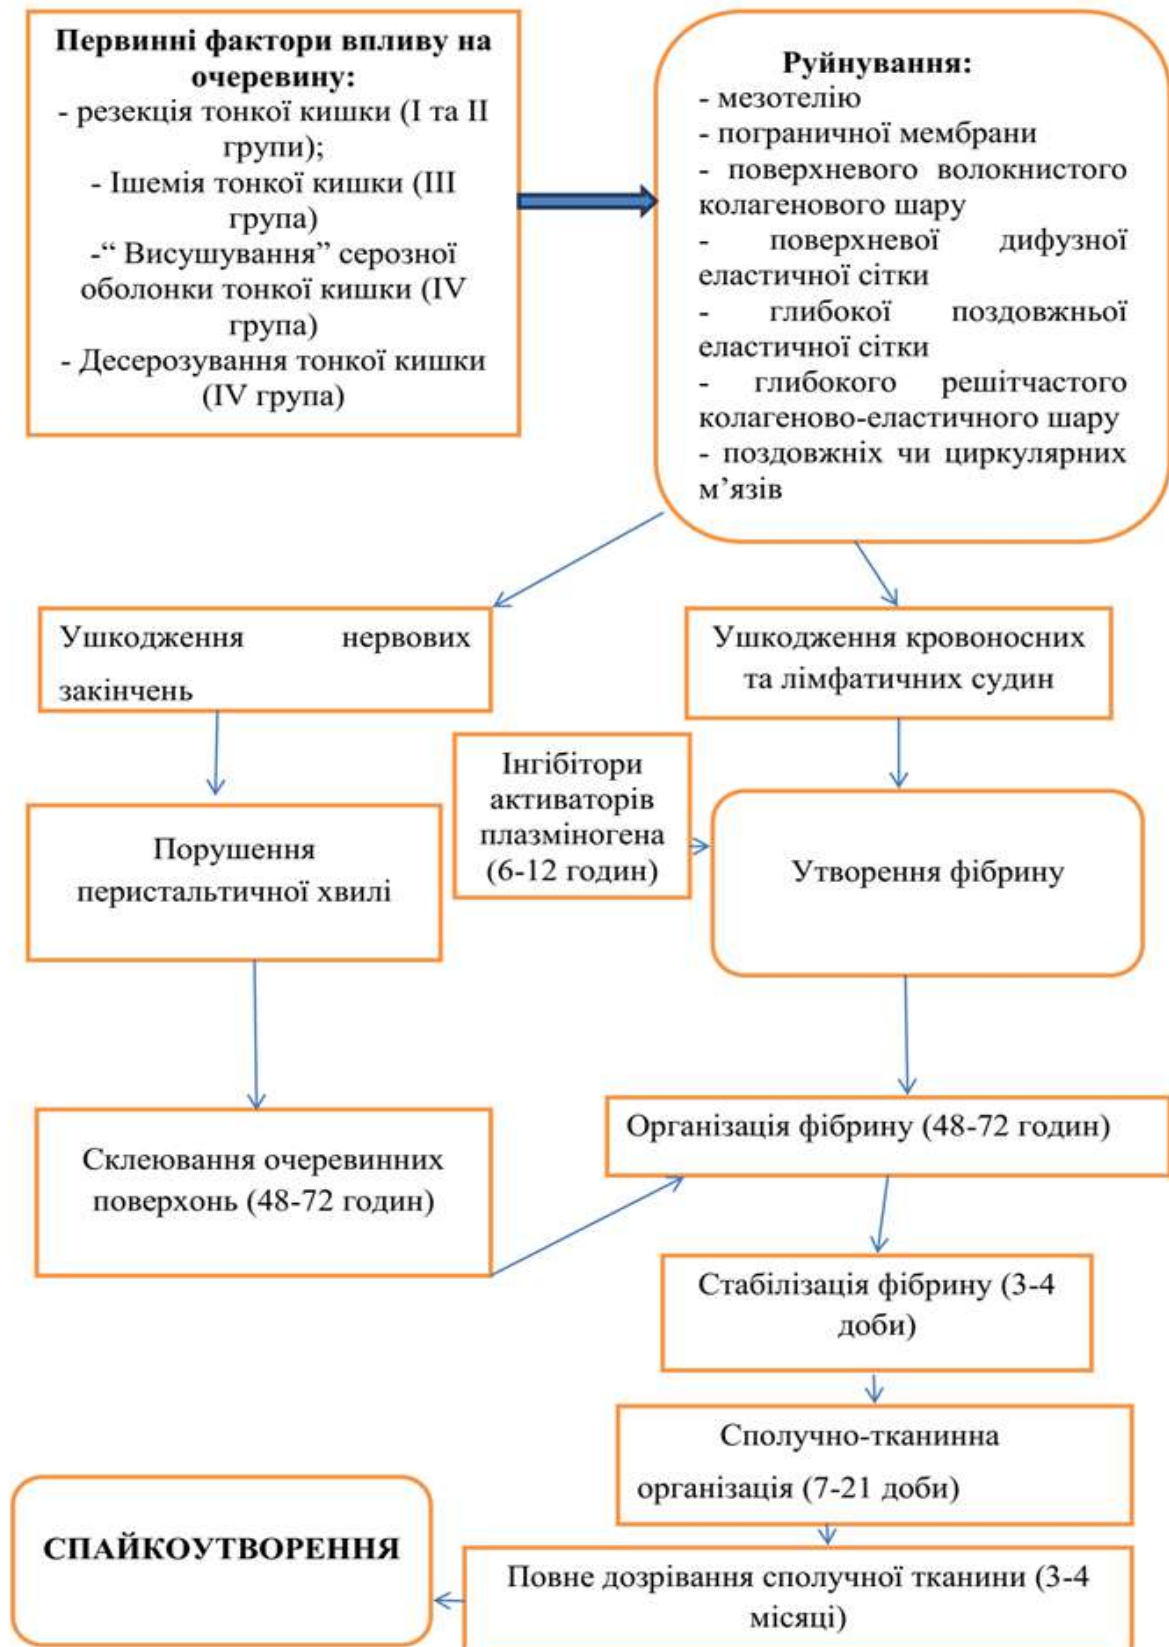 Первинні фактори впливу на
очеревину:
- резекція тонкої кишки (І та ІІ
групи);
- Ішемія тонкої кишки (ІІІ
група)
-“ Висушування” серозної
оболонки тонкої кишки (IV
група)
- Десерозування тонкої кишки
(IV група)
Руйнування:
- мезотелію
- пограничної мембрани
- поверхневого волокнистого
колагенового шару
- поверхневої дифузної
еластичної сітки
- глибокої поздовжньої
еластичної сітки
- глибокого решітчастого
колагеново-еластичного шару
- поздовжніх чи циркулярних
м’язів
Ушкодження нервових
закінчень
Ушкодження кровоносних
та лімфатичних судин
Інгібітори
активаторів
плазміногена
(6-12 годин)
Порушення
перистальтичної хвилі
Утворення фібрину
Склеювання очеревинних
поверхонь (48-72 годин)
Організація фібрину (48-72 годин)
Стабілізація фібрину (3-4
доби)
Сполучно-тканинна
організація (7-21 доби)
СПАЙКОУТВОРЕННЯ
Повне дозрівання сполучної тканини (3-4
місяці)